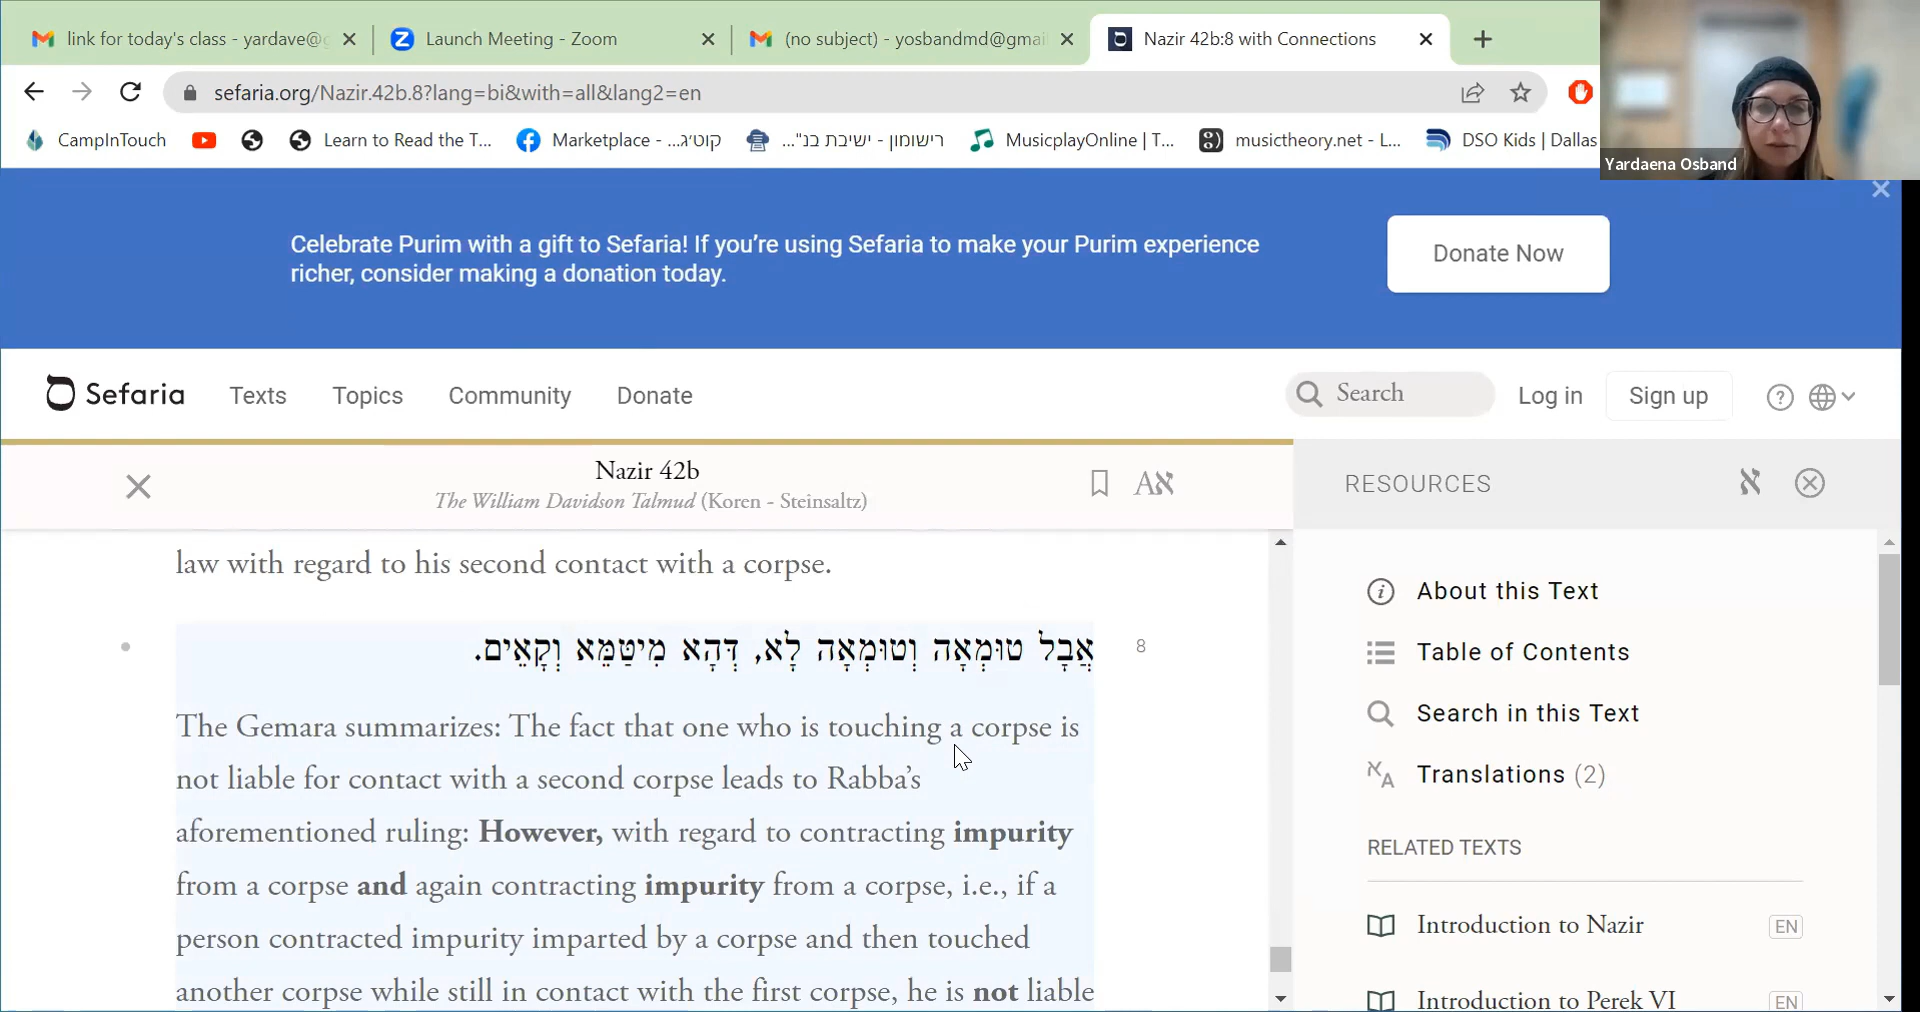 link for today's class - yardave@g
Launch Meeting - Zoom
(no subject) - yosbandmd@gmai
Nazir 42b:8 with Connections
sefaria.org/Nazir.42b.8?lang=bi&with=all&lang2=en
CampInTouch
Learn to Read the T...
Marketplace - קוט׳ג...
רישומון - ישיבת בנ"...
MusicplayOnline | T...
musictheory.net - L...
DSO Kids | Dallas
Yardaena Osband
Celebrate Purim with a gift to Sefaria! If you're using Sefaria to make your Purim experience
richer, consider making a donation today.
Donate Now
Sefaria
Texts
Topics
Community
Donate
Search
Log in
Sign up
Nazir 42b
The William Davidson Talmud (Koren - Steinsaltz)
law with regard to his second contact with a corpse.
8
אֲבָל טוּמְאָה וְטוּמְאָה לָא, דְּהָא מִיטַּמֵּא וְקָאֵים.
The Gemara summarizes: The fact that one who is touching a corpse is
not liable for contact with a second corpse leads to Rabba's
aforementioned ruling: However, with regard to contracting impurity
from a corpse and again contracting impurity from a corpse, i.e., if a
person contracted impurity imparted by a corpse and then touched
another corpse while still in contact with the first corpse, he is not liable
RESOURCES
About this Text
Table of Contents
Search in this Text
Translations (2)
RELATED TEXTS
Introduction to Nazir
EN
Introduction to Perek VI
EN